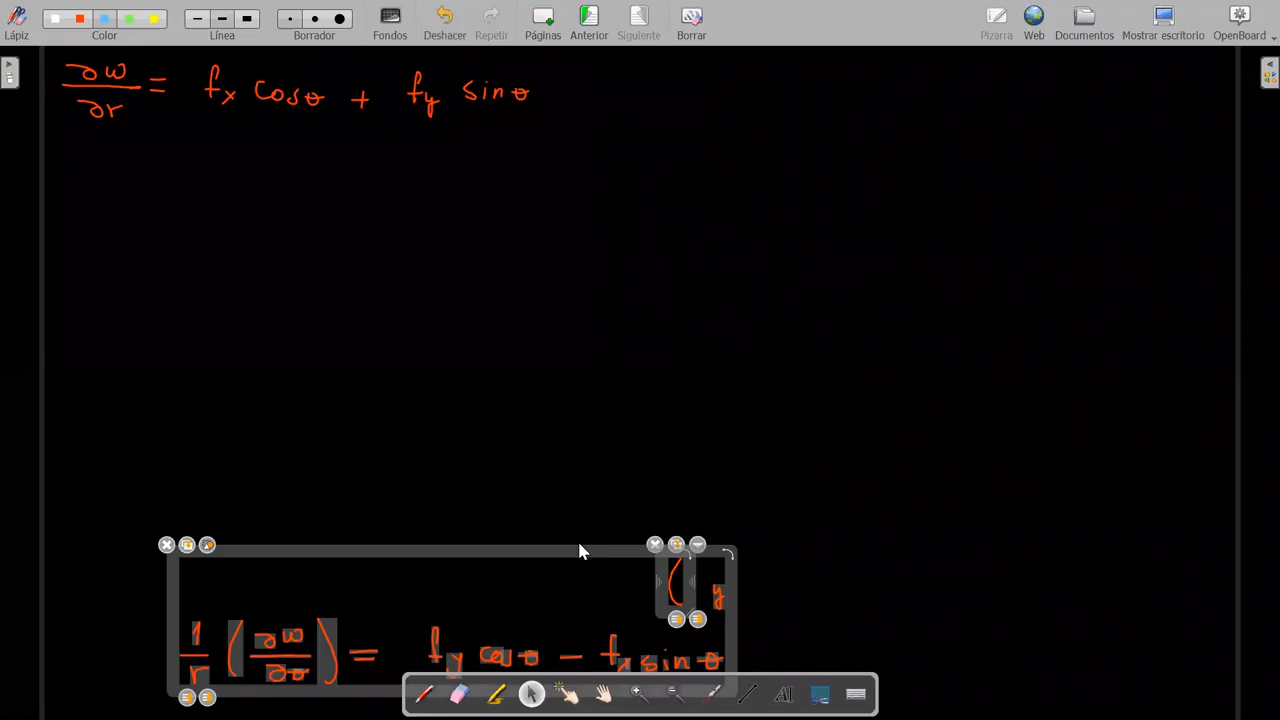 Lápiz Color Línea Borrador Fondos Deshacer Repetir Páginas Anterior Siguiente Borrar Pizarra Web Documentos Mostrar escritorio OpenBoard
∂w/∂r = fx cosθ + fy sinθ
( y
1/r (∂w/∂θ) = fy cosθ − fx sinθ